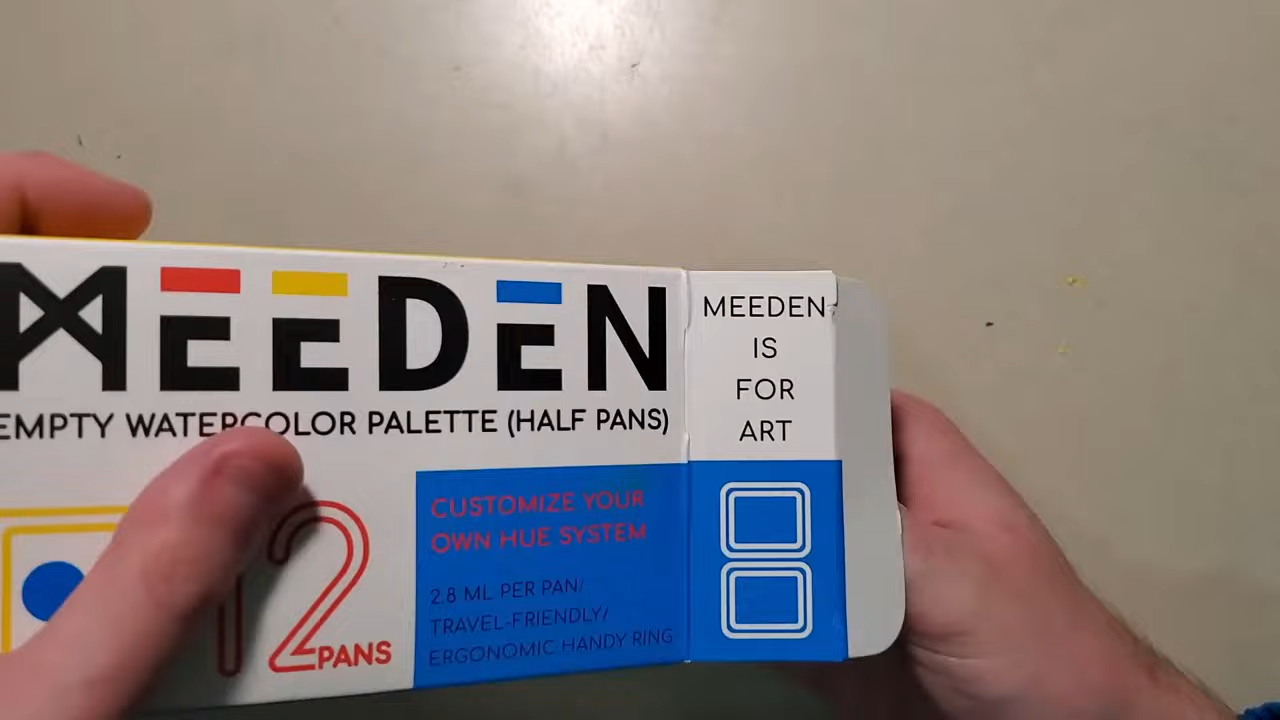 MEEDEN
EMPTY WATERCOLOR PALETTE (HALF PANS)
12
PANS
CUSTOMIZE YOUR
OWN HUE SYSTEM
2.8 ML PER PAN/
TRAVEL-FRIENDLY/
ERGONOMIC HANDY RING
MEEDEN
IS
FOR
ART